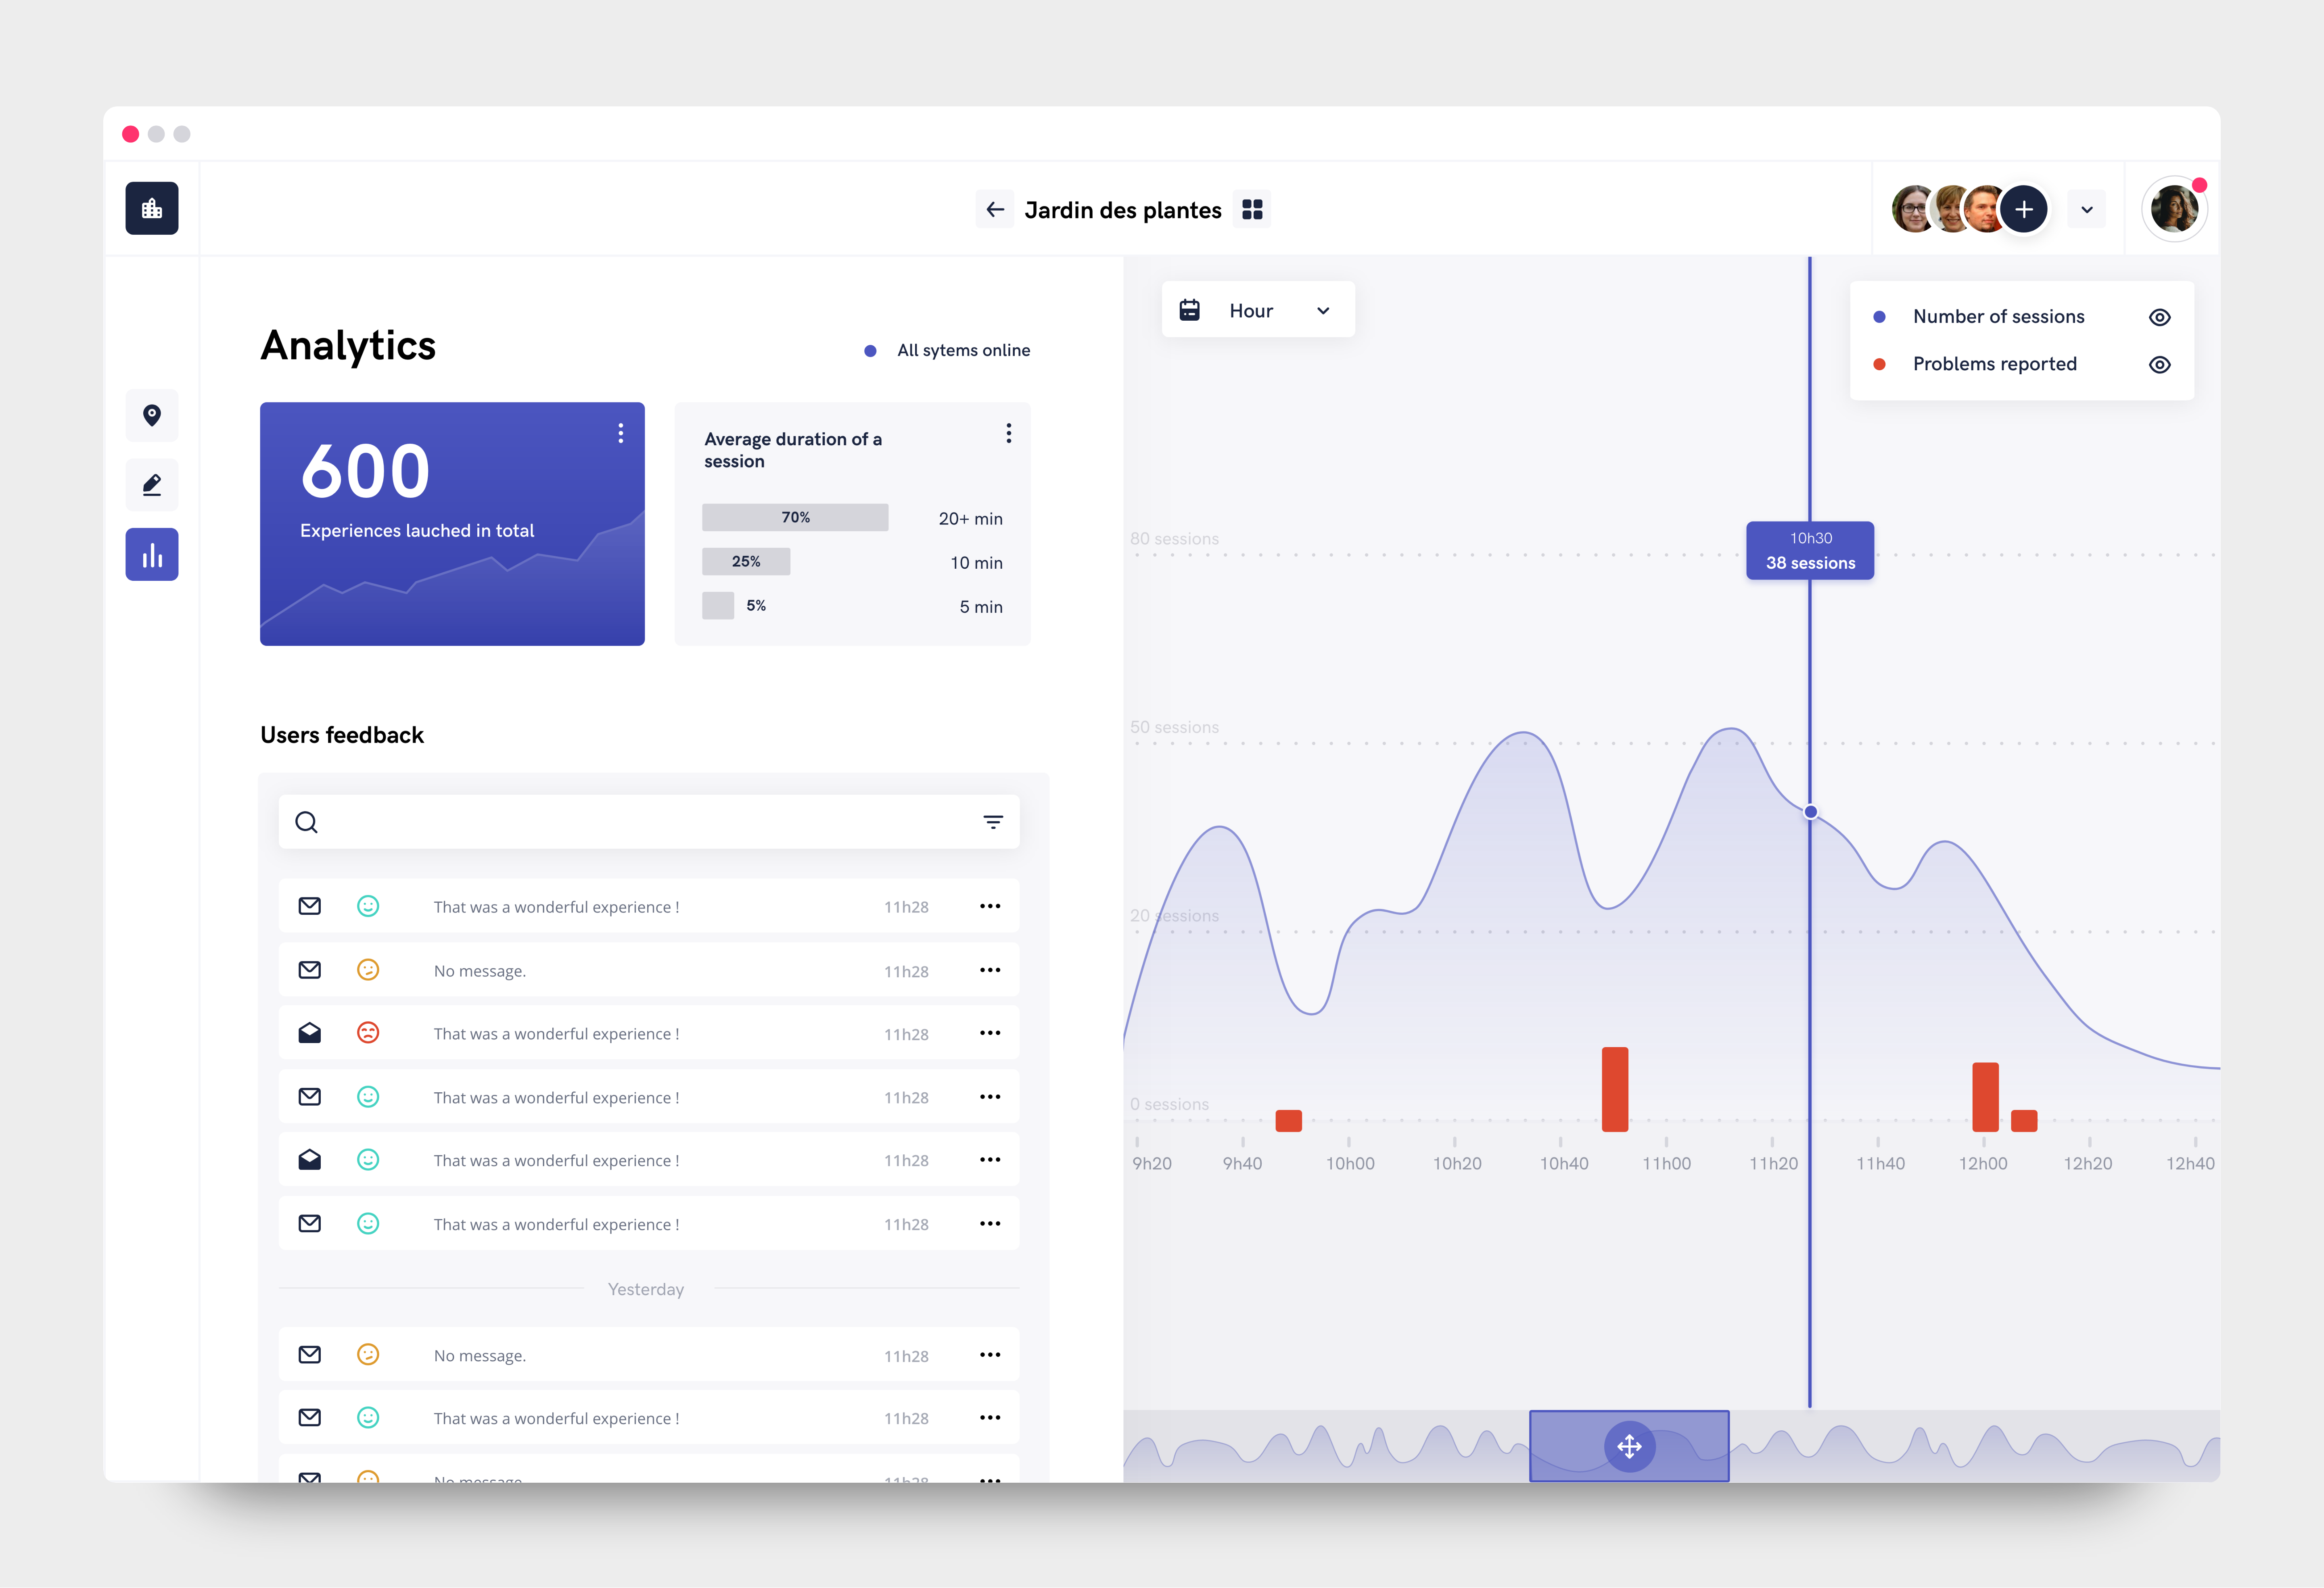 Jardin des plantes
Analytics
All sytems online
600
Experiences lauched in total
Average duration of a
session
70%
20+ min
25%
10 min
5%
5 min
Users feedback
That was a wonderful experience !
11h28
No message.
11h28
That was a wonderful experience !
11h28
That was a wonderful experience !
11h28
That was a wonderful experience !
11h28
That was a wonderful experience !
11h28
Yesterday
No message.
11h28
That was a wonderful experience !
11h28
No message.
11h28
Hour
Number of sessions
Problems reported
80 sessions
10h30
38 sessions
50 sessions
20 sessions
0 sessions
9h20
9h40
10h00
10h20
10h40
11h00
11h20
11h40
12h00
12h20
12h40